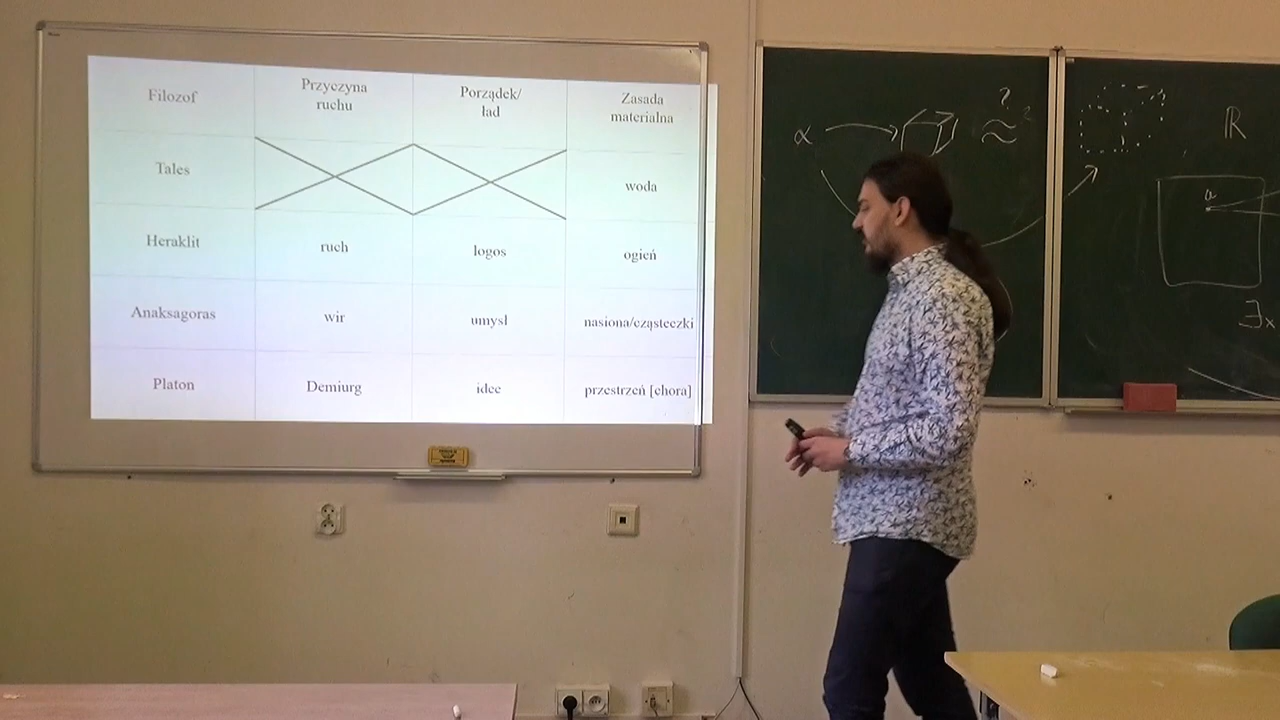 Filozof
Przyczyna
ruchu
Porządek/
ład
Zasada
materialna
Tales
woda
Heraklit
ruch
logos
ogień
Anaksagoras
wir
umysł
nasiona/cząsteczki
Platon
Demiurg
idee
przestrzeń [chora]
α
?
≈
2
ℝ
a
∃x